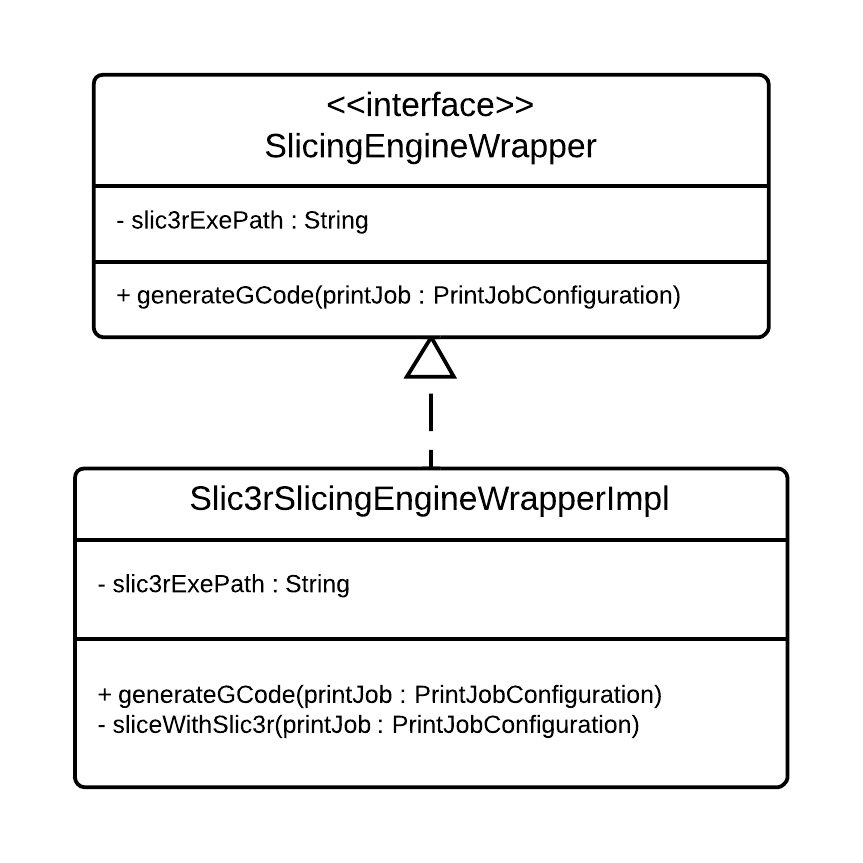 <<interface>>
SlicingEngineWrapper
- slic3rExePath : String
+ generateGCode(printJob : PrintJobConfiguration)
Slic3rSlicingEngineWrapperImpl
- slic3rExePath : String
+ generateGCode(printJob : PrintJobConfiguration)
- sliceWithSlic3r(printJob : PrintJobConfiguration)